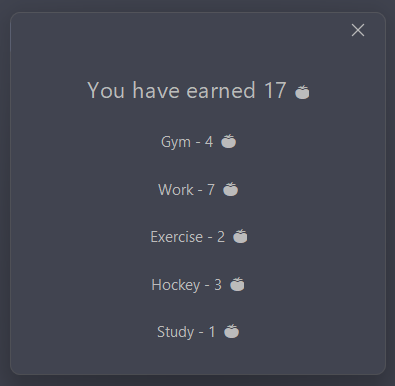 You have earned 17
Gym - 4
Work - 7
Exercise - 2
Hockey - 3
Study - 1